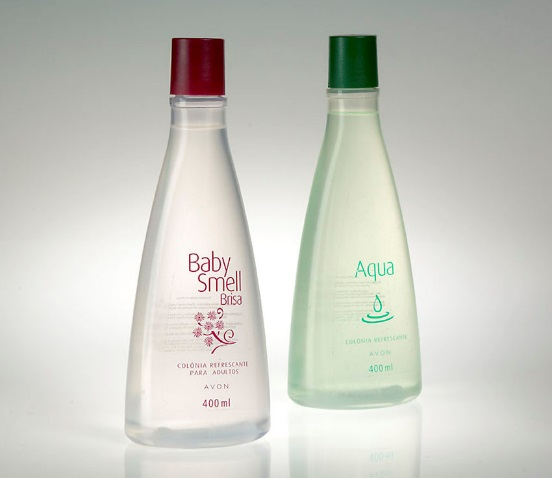 Baby
Smell
Brisa
COLÔNIA REFRESCANTE
PARA ADULTOS
AVON
400 ml
Aqua
COLÔNIA REFRESCANTE
AVON
400 ml